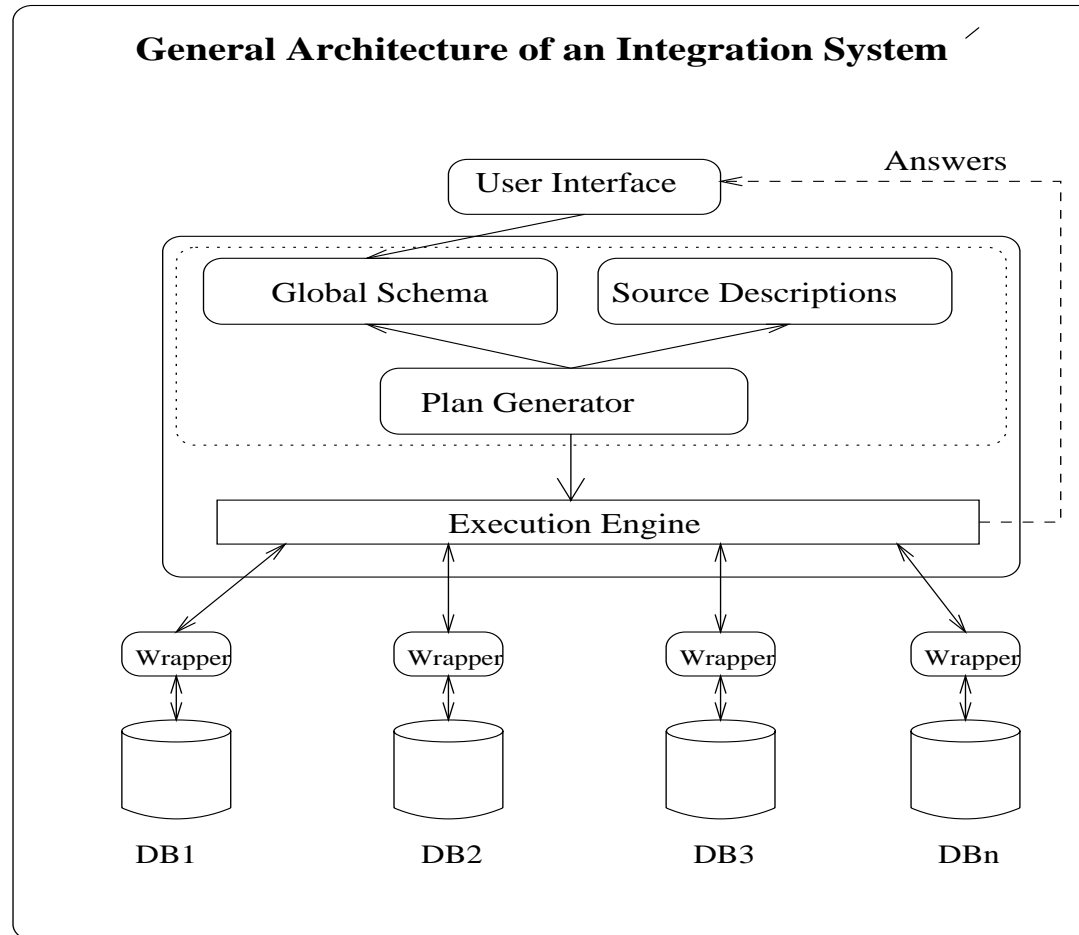 General Architecture of an Integration System
Answers
User Interface
Global Schema
Source Descriptions
Plan Generator
Execution Engine
Wrapper
Wrapper
Wrapper
Wrapper
DB1
DB2
DB3
DBn